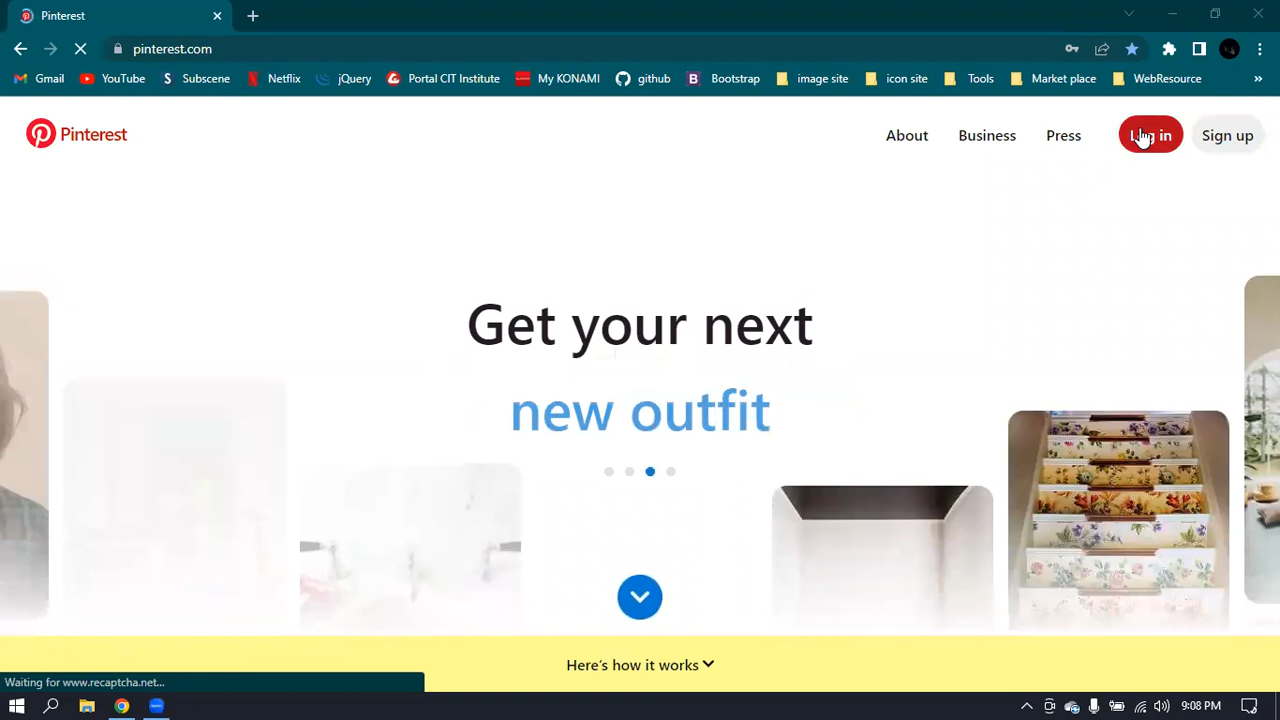 Pinterest
pinterest.com
Gmail YouTube Subscene Netflix jQuery Portal CIT Institute My KONAMI github Bootstrap image site icon site Tools Market place WebResource »
Pinterest About Business Press Log in Sign up
Get your next
new outfit
Here's how it works
Waiting for www.recaptcha.net...
9:08 PM